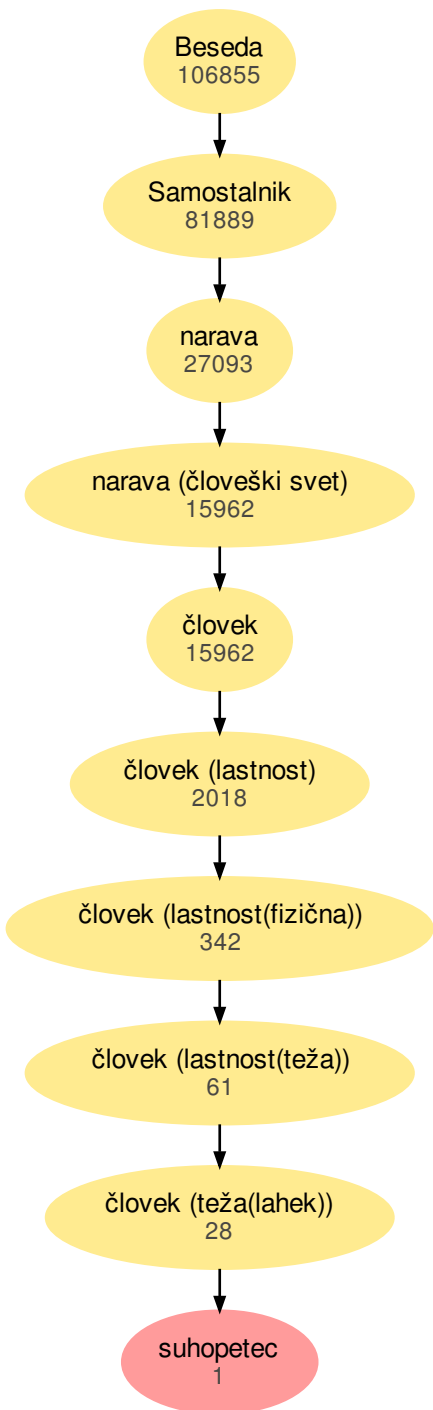 Beseda
106855
Samostalnik
81889
narava
27093
narava (človeški svet)
15962
človek
15962
človek (lastnost)
2018
človek (lastnost(fizična))
342
človek (lastnost(teža))
61
človek (teža(lahek))
28
suhopetec
1